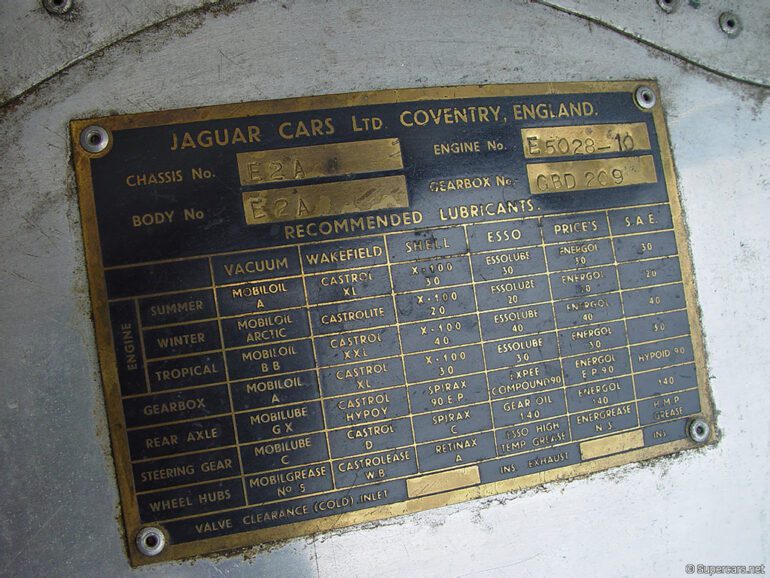 JAGUAR CARS LTD. COVENTRY, ENGLAND.
CHASSIS No. E2A ENGINE No. E5028-10
BODY No E2A GEARBOX No. GBD 209
RECOMMENDED LUBRICANTS.
VACUUM WAKEFIELD SHELL ESSO PRICE'S S.A.E.
ENGINE
SUMMER MOBILOIL A CASTROL XL X-100 30 ESSOLUBE 30 ENERGOL 30 30
WINTER MOBILOIL ARCTIC CASTROLITE X-100 20 ESSOLUBE 20 ENERGOL 20 20
TROPICAL MOBILOIL BB CASTROL XXL X-100 40 ESSOLUBE 40 ENERGOL 40 40
GEARBOX MOBILOIL A CASTROL XL X-100 30 ESSOLUBE 30 ENERGOL 30 30
REAR AXLE MOBILUBE GX CASTROL HYPOY SPIRAX 90 E.P. EXPEE COMPOUND 90 ENERGOL E.P. 90 HYPOID 90
STEERING GEAR MOBILUBE C CASTROL D SPIRAX C GEAR OIL 140 ENERGOL 140 140
WHEEL HUBS MOBILGREASE No 5 CASTROLEASE WB RETINAX A ESSO HIGH TEMP GREASE ENERGREASE N.3 H.M.P. GREASE
VALVE CLEARANCE (COLD) INLET INS. EXHAUST INS.
© Supercars.net